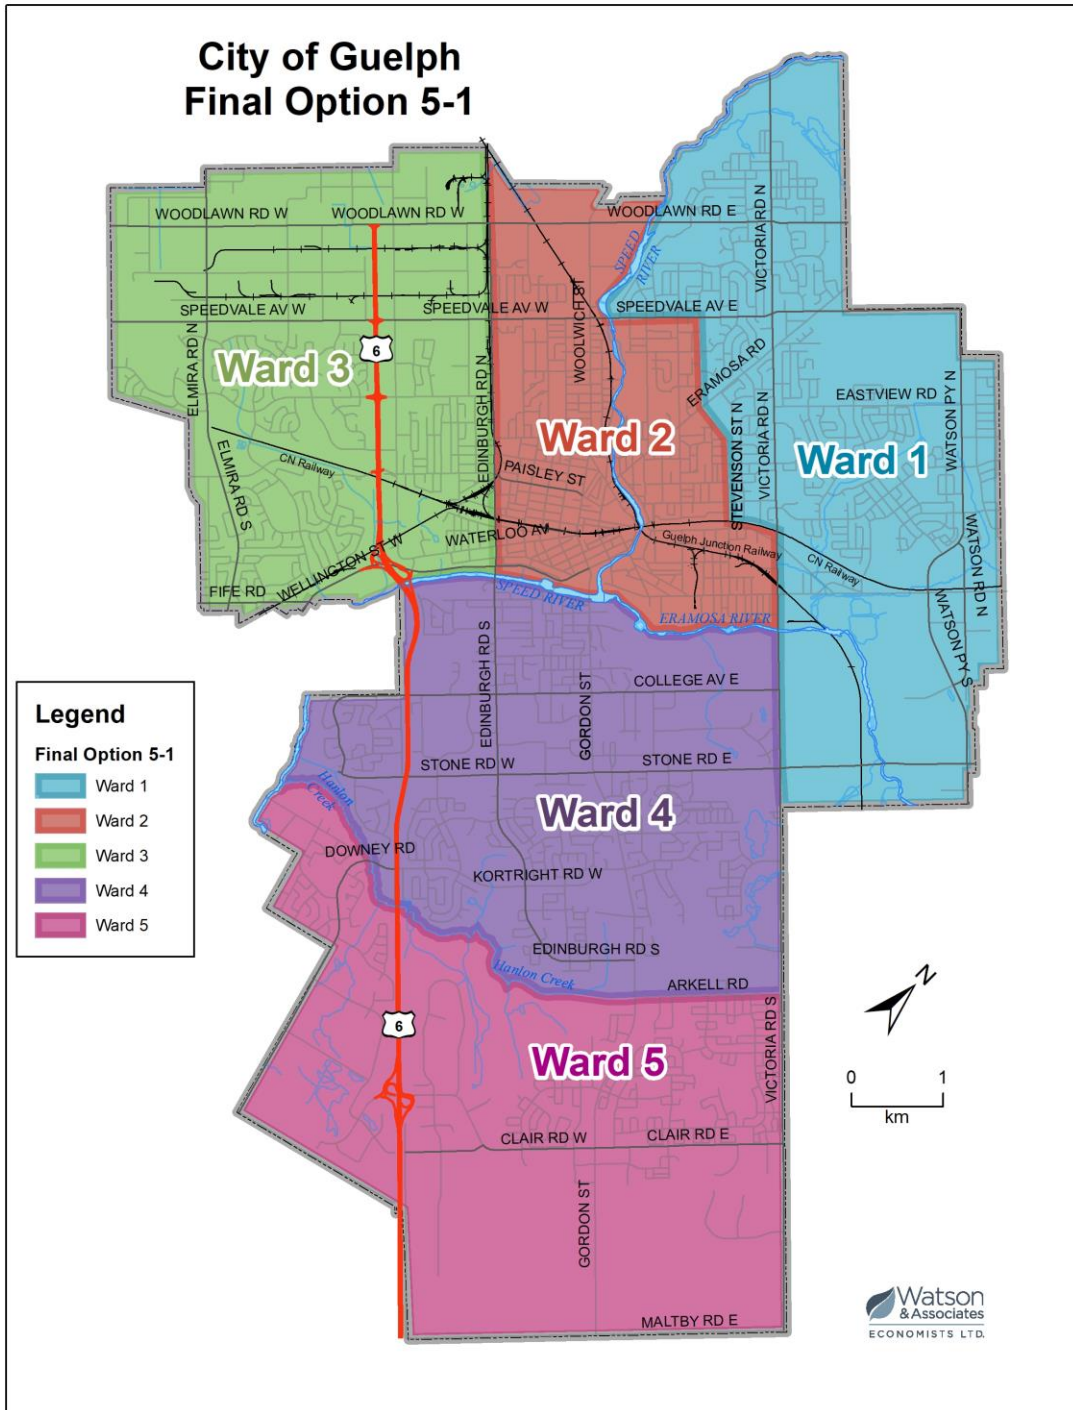 City of Guelph
Final Option 5-1
WOODLAWN RD W
WOODLAWN RD W
WOODLAWN RD E
SPEED
RIVER
VICTORIA RD N
SPEEDVALE AV W
SPEEDVALE AV W
SPEEDVALE AV E
ELMIRA RD N
6
Ward 3
WOOLWICH ST
ERAMOSA RD
EDINBURGH RD N
EASTVIEW RD
WATSON PY N
Ward 2
Ward 1
STEVENSON ST N
VICTORIA RD N
ELMIRA RD S
CN Railway
PAISLEY ST
WATERLOO AV
Guelph Junction Railway
CN Railway
WATSON RD N
WELLINGTON ST W
FIFE RD
SPEED RIVER
ERAMOSA RIVER
WATSON PY S
EDINBURGH RD S
GORDON ST
COLLEGE AV E
STONE RD W
STONE RD E
Hanlon
Creek
Ward 4
DOWNEY RD
KORTRIGHT RD W
EDINBURGH RD S
Hanlon Creek
ARKELL RD
VICTORIA RD S
6
Ward 5
CLAIR RD W
CLAIR RD E
GORDON ST
MALTBY RD E
Legend
Final Option 5-1
Ward 1
Ward 2
Ward 3
Ward 4
Ward 5
N
0 1
km
Watson
& Associates
ECONOMISTS LTD.